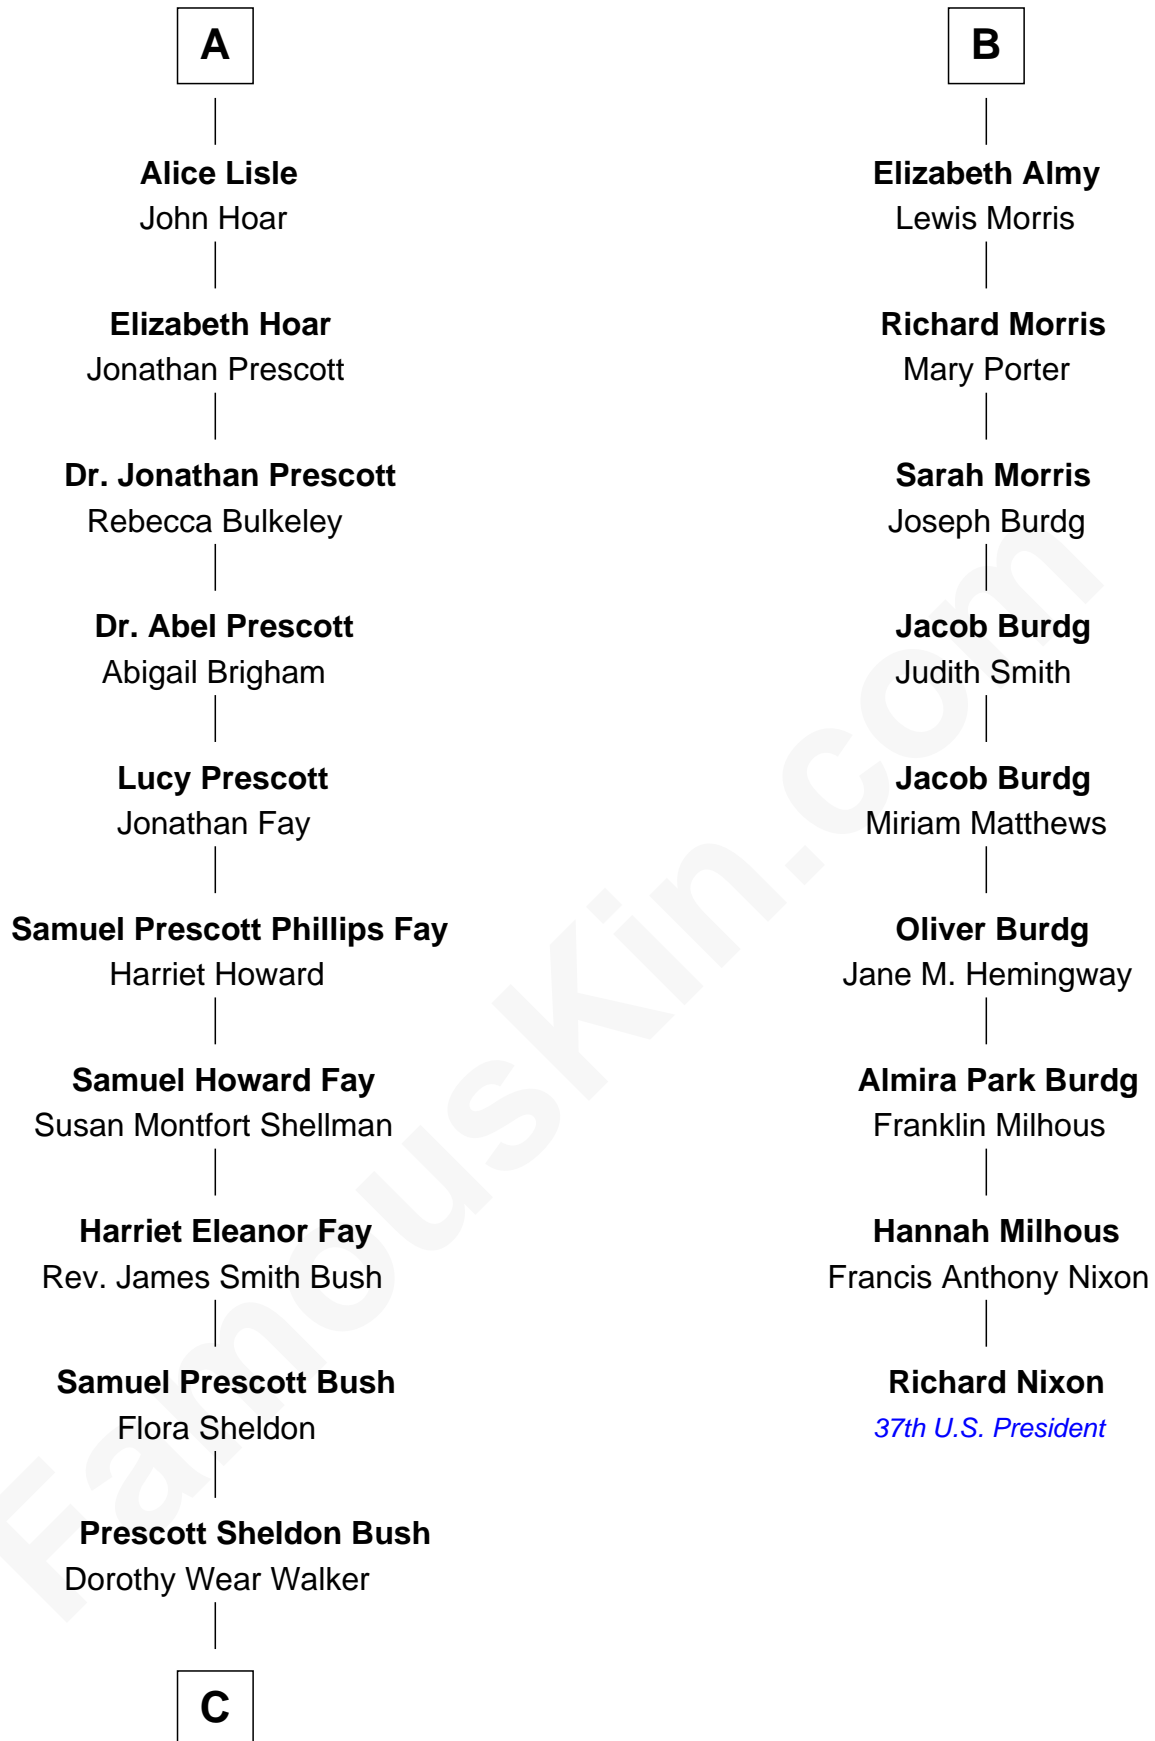 A
Alice Lisle
John Hoar
Elizabeth Hoar
Jonathan Prescott
Dr. Jonathan Prescott
Rebecca Bulkeley
Dr. Abel Prescott
Abigail Brigham
Lucy Prescott
Jonathan Fay
Samuel Prescott Phillips Fay
Harriet Howard
Samuel Howard Fay
Susan Montfort Shellman
Harriet Eleanor Fay
Rev. James Smith Bush
Samuel Prescott Bush
Flora Sheldon
Prescott Sheldon Bush
Dorothy Wear Walker
C
B
Elizabeth Almy
Lewis Morris
Richard Morris
Mary Porter
Sarah Morris
Joseph Burdg
Jacob Burdg
Judith Smith
Jacob Burdg
Miriam Matthews
Oliver Burdg
Jane M. Hemingway
Almira Park Burdg
Franklin Milhous
Hannah Milhous
Francis Anthony Nixon
Richard Nixon
37th U.S. President
FamousKin.com